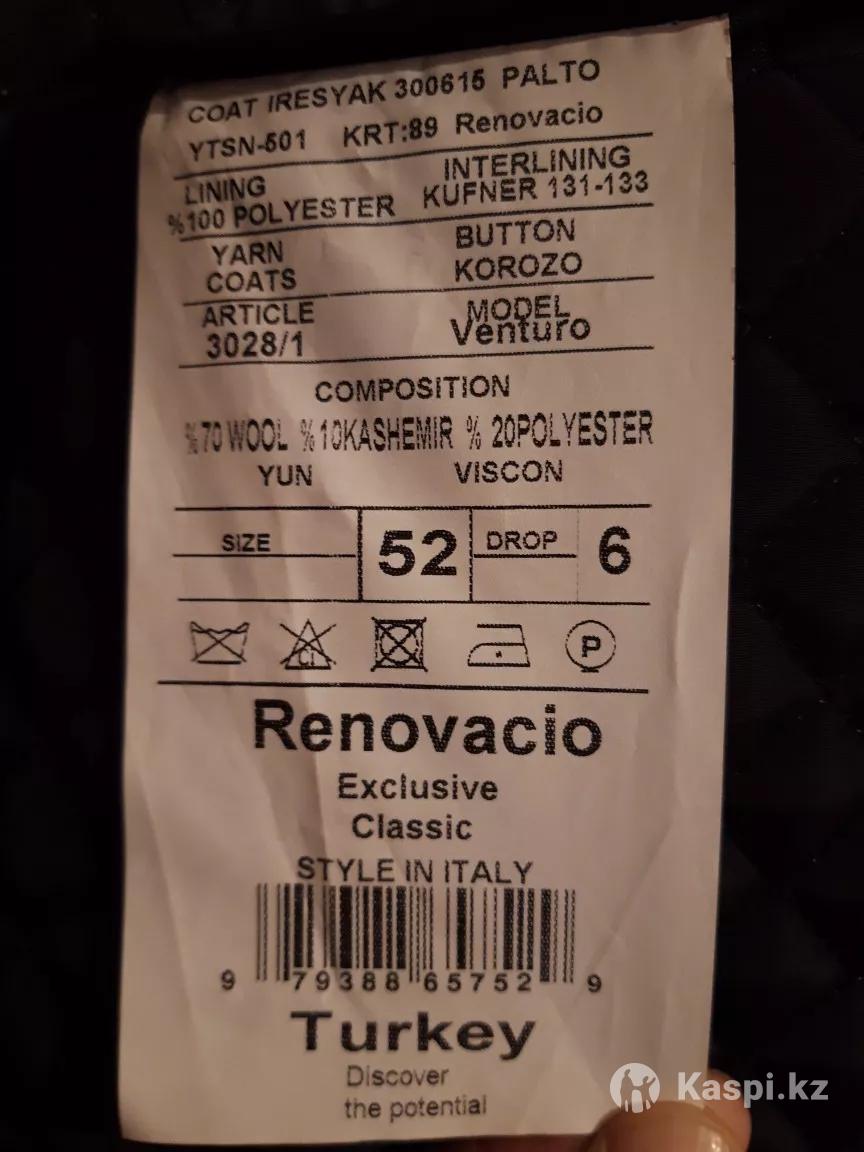 COAT IRESYAK 300615 PALTO
YTSN-501 KRT:89 Renovacio
LINING INTERLINING
%100 POLYESTER KUFNER 131-133
YARN BUTTON
COATS KOROZO
ARTICLE MODEL
3028/1 Venturo
COMPOSITION
%70 WOOL %10KASHEMIR % 20POLYESTER
YUN VISCON
SIZE 52 DROP 6
CL P
Renovacio
Exclusive
Classic
STYLE IN ITALY
9 793886 65752 9
Turkey
Discover
the potential
Kaspi.kz